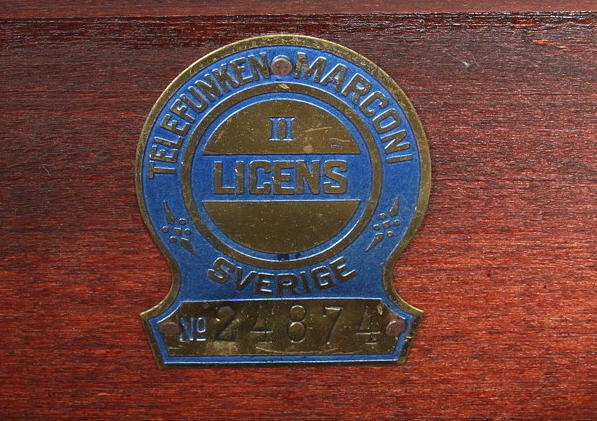 TELEFUNKEN MARCONI
II
LICENS
SVERIGE
No 24874